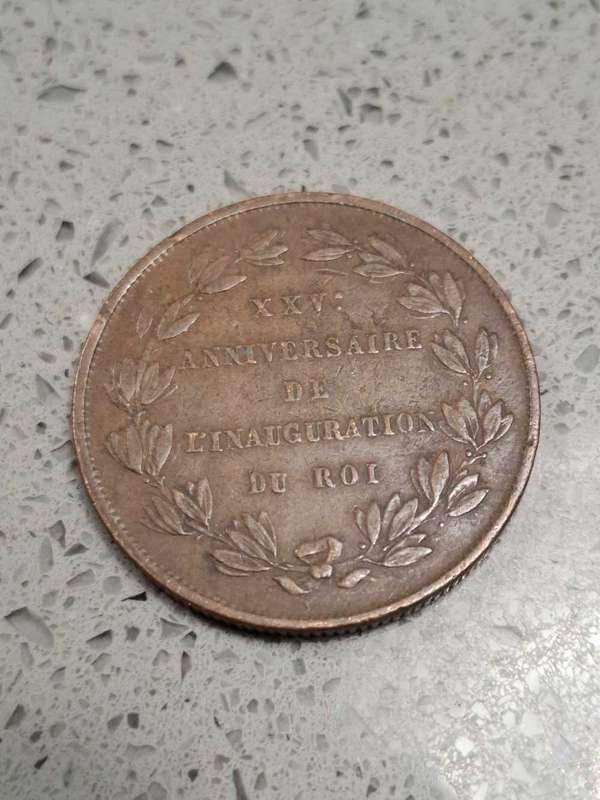 XXV:
ANNIVERSAIRE
DE
L'INAUGURATION
DU ROI